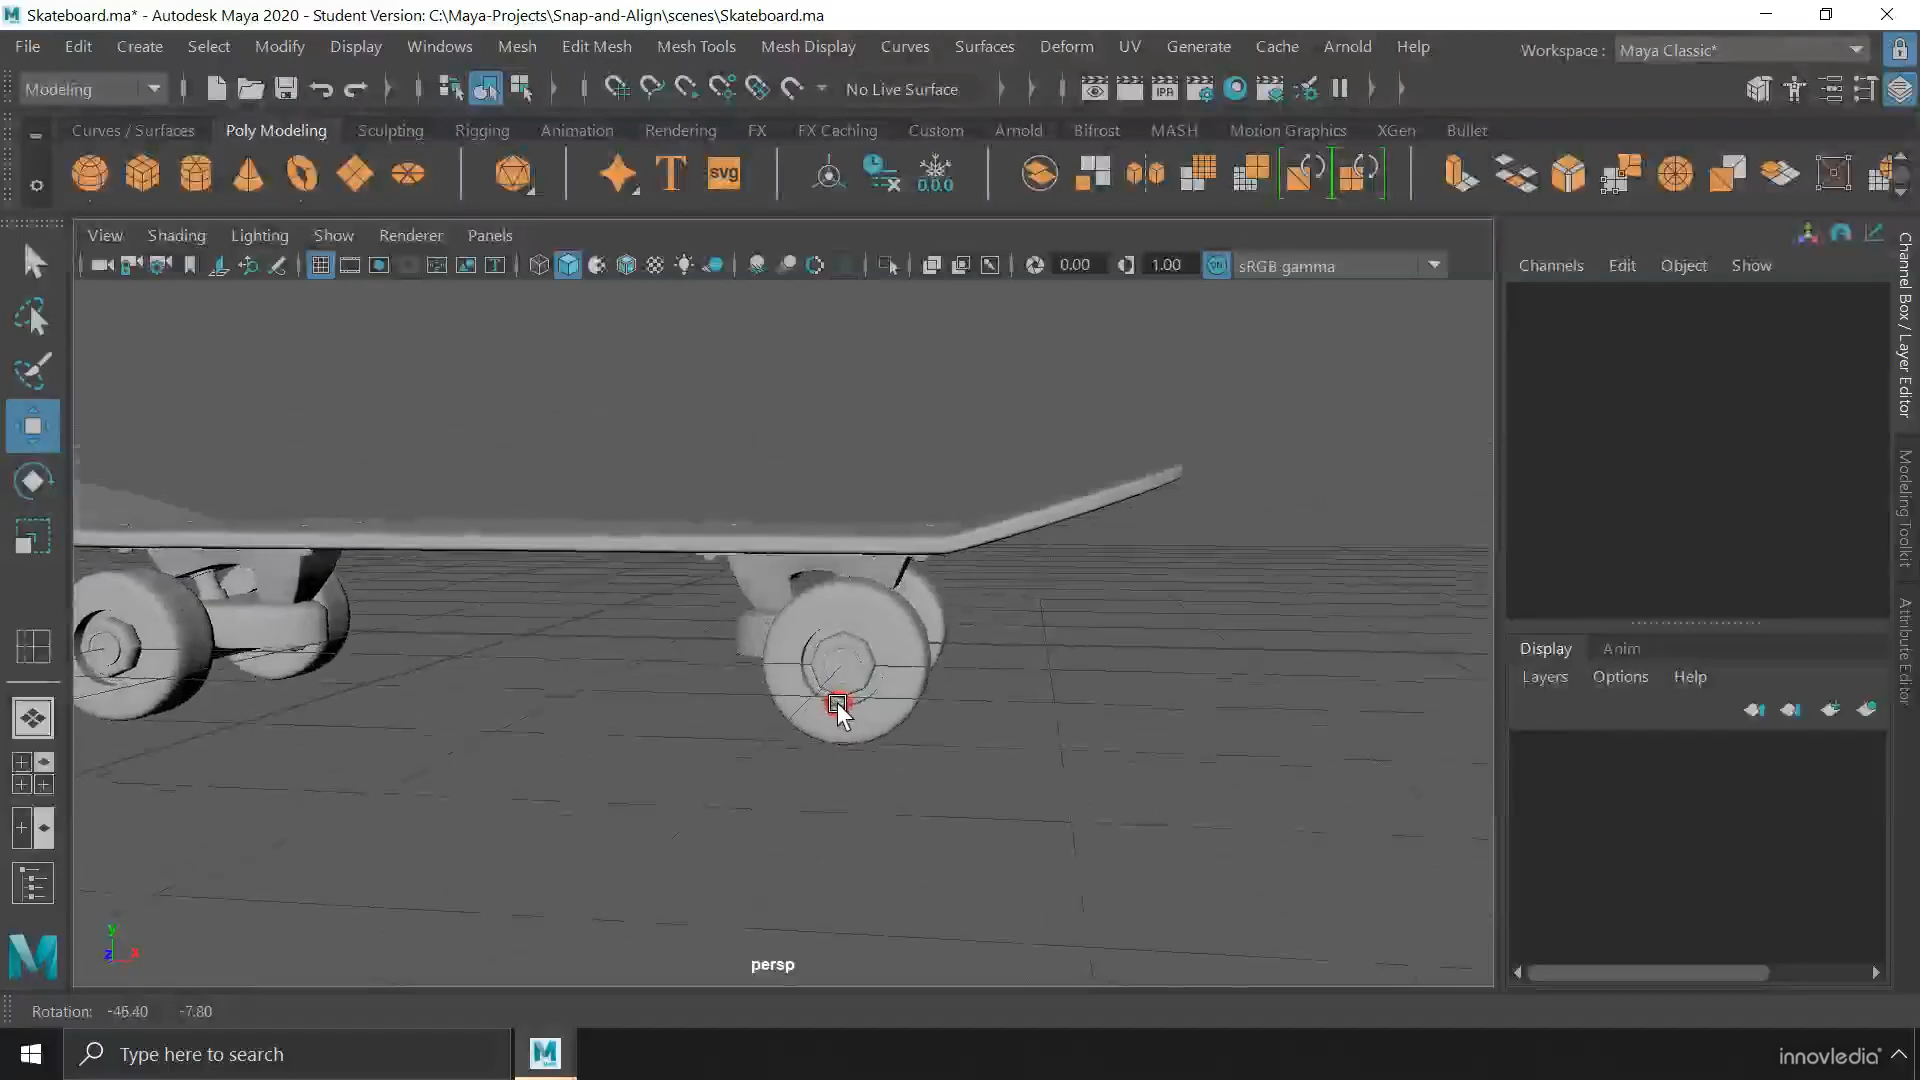 Skateboard.ma* - Autodesk Maya 2020 - Student Version: C:\Maya-Projects\Snap-and-Align\scenes\Skateboard.ma
File Edit Create Select Modify Display Windows Mesh Edit Mesh Mesh Tools Mesh Display Curves Surfaces Deform UV Generate Cache Arnold Help Workspace : Maya Classic*
Modeling No Live Surface
Curves / Surfaces Poly Modeling Sculpting Rigging Animation Rendering FX FX Caching Custom Arnold Bifrost MASH Motion Graphics XGen Bullet
T svg 0.0.0
View Shading Lighting Show Renderer Panels
0.00 1.00 sRGB gamma
Channels Edit Object Show
Channel Box / Layer Editor
Modeling Toolkit
Attribute Editor
Display Anim
Layers Options Help
y
z x
persp
Rotation: -46.40 -7.80
Type here to search
innovledia